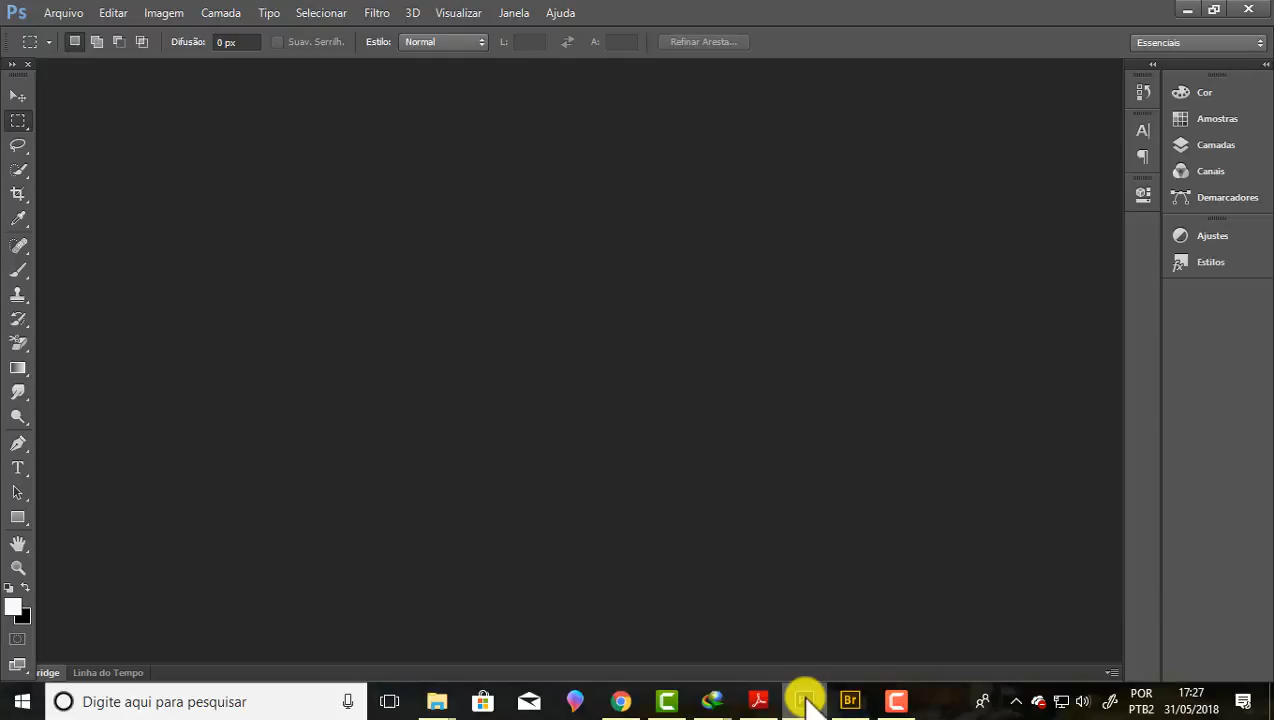 Ps Arquivo Editar Imagem Camada Tipo Selecionar Filtro 3D Visualizar Janela Ajuda
Difusão: 0 px Suav. Serrilh. Estilo: Normal L: A: Refinar Aresta... Essenciais
Cor
Amostras
Camadas
Canais
Demarcadores
Ajustes
Estilos
ridge Linha do Tempo
Digite aqui para pesquisar Br POR 17:27
PTB2 31/05/2018